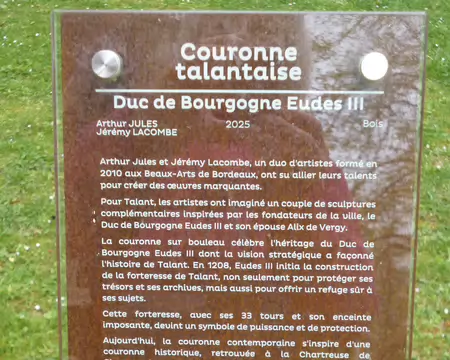 Couronne
talantaise
Duc de Bourgogne Eudes III
Arthur JULES 2025 Bois
Jérémy LACOMBE
Arthur Jules et Jérémy Lacombe, un duo d'artistes formé en
2010 aux Beaux-Arts de Bordeaux, ont su allier leurs talents
pour créer des œuvres marquantes.
Pour Talant, les artistes ont imaginé un couple de sculptures
complémentaires inspirées par les fondateurs de la ville, le
Duc de Bourgogne Eudes III et son épouse Alix de Vergy.
La couronne sur bouleau célèbre l'héritage du Duc de
Bourgogne Eudes III dont la vision stratégique a façonné
l'histoire de Talant. En 1208, Eudes III initia la construction
de la forteresse de Talant, non seulement pour protéger ses
trésors et ses archives, mais aussi pour offrir un refuge sûr à
ses sujets.
Cette forteresse, avec ses 33 tours et son enceinte
imposante, devint un symbole de puissance et de protection.
Aujourd'hui, la couronne contemporaine s'inspire d'une
couronne historique, retrouvée à la Chartreuse de